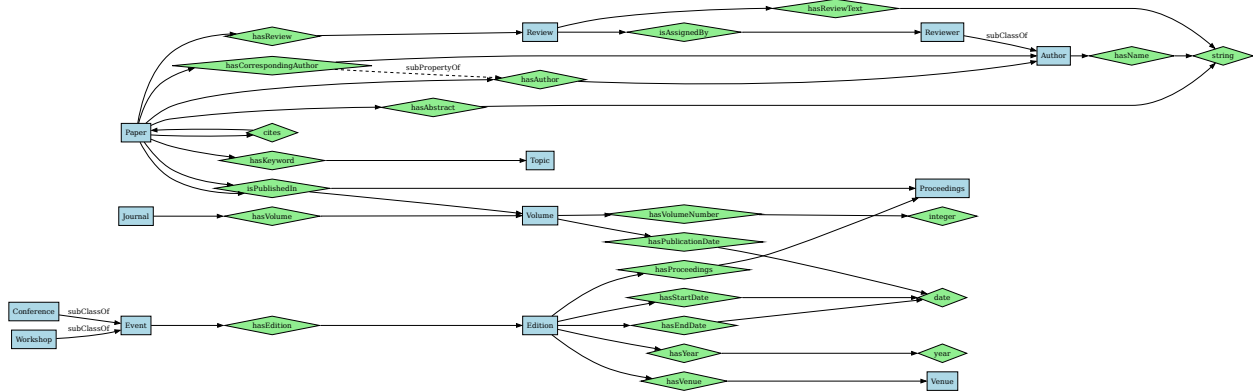 hasReviewText
hasReview
Review
isAssignedBy
Reviewer
subClassOf
hasCorrespondingAuthor
subPropertyOf
hasAuthor
Author
hasName
string
hasAbstract
Paper
cites
hasKeyword
Topic
isPublishedIn
Proceedings
Journal
hasVolume
Volume
hasVolumeNumber
integer
hasPublicationDate
hasProceedings
hasStartDate
date
Conference
subClassOf
Workshop
subClassOf
Event
hasEdition
Edition
hasEndDate
hasYear
year
hasVenue
Venue